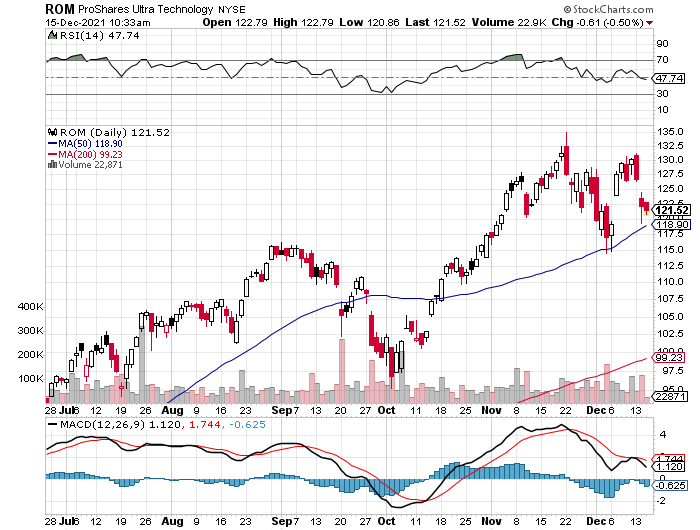 ROM ProShares Ultra Technology NYSE
© StockCharts.com
15-Dec-2021 10:33am
Open 122.79 High 122.79 Low 120.86 Last 121.52 Volume 22.9K Chg -0.61 (-0.50%)
RSI(14) 47.74
90
70
47.74
30
10
ROM (Daily) 121.52
MA(50) 118.90
MA(200) 99.23
Volume 22,871
135.0
132.5
130.0
127.5
125.0
122.5
121.52
118.90
117.5
115.0
112.5
110.0
107.5
105.0
102.5
100.0
99.23
97.5
95.0
22871
400K
300K
200K
100K
28 Jul 6 12 19 26 Aug 9 16 23 Sep 7 13 20 27 Oct 11 18 25 Nov 8 15 22 Dec 6 13
MACD(12,26,9) 1.120, 1.744, -0.625
4
2
1.744
1.120
-0.625
-2
28 Jul 6 12 19 26 Aug 9 16 23 Sep 7 13 20 27 Oct 11 18 25 Nov 8 15 22 Dec 6 13